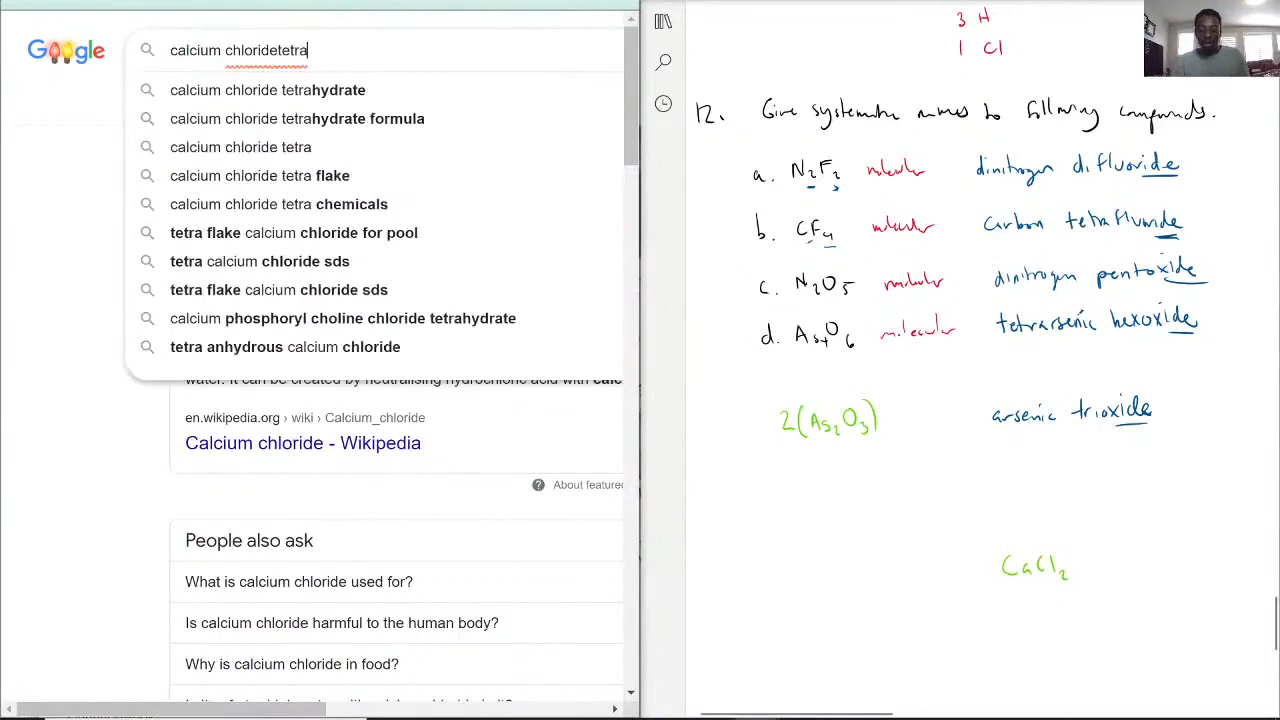 Google
calcium chloridetetra
calcium chloride tetrahydrate
calcium chloride tetrahydrate formula
calcium chloride tetra
calcium chloride tetra flake
calcium chloride tetra chemicals
tetra flake calcium chloride for pool
tetra calcium chloride sds
tetra flake calcium chloride sds
calcium phosphoryl choline chloride tetrahydrate
tetra anhydrous calcium chloride
en.wikipedia.org › wiki › Calcium_chloride
Calcium chloride - Wikipedia
About feature
People also ask
What is calcium chloride used for?
Is calcium chloride harmful to the human body?
Why is calcium chloride in food?
3 H
1 Cl
12. Give systematic names to following compounds.
a. N2F2 molecular dinitrogen difluoride
b. CF4 molecular carbon tetrafluoride
c. N2O5 molecular dinitrogen pentoxide
d. As4O6 molecular tetrarsenic hexoxide
2(As2O3) arsenic trioxide
CaCl2